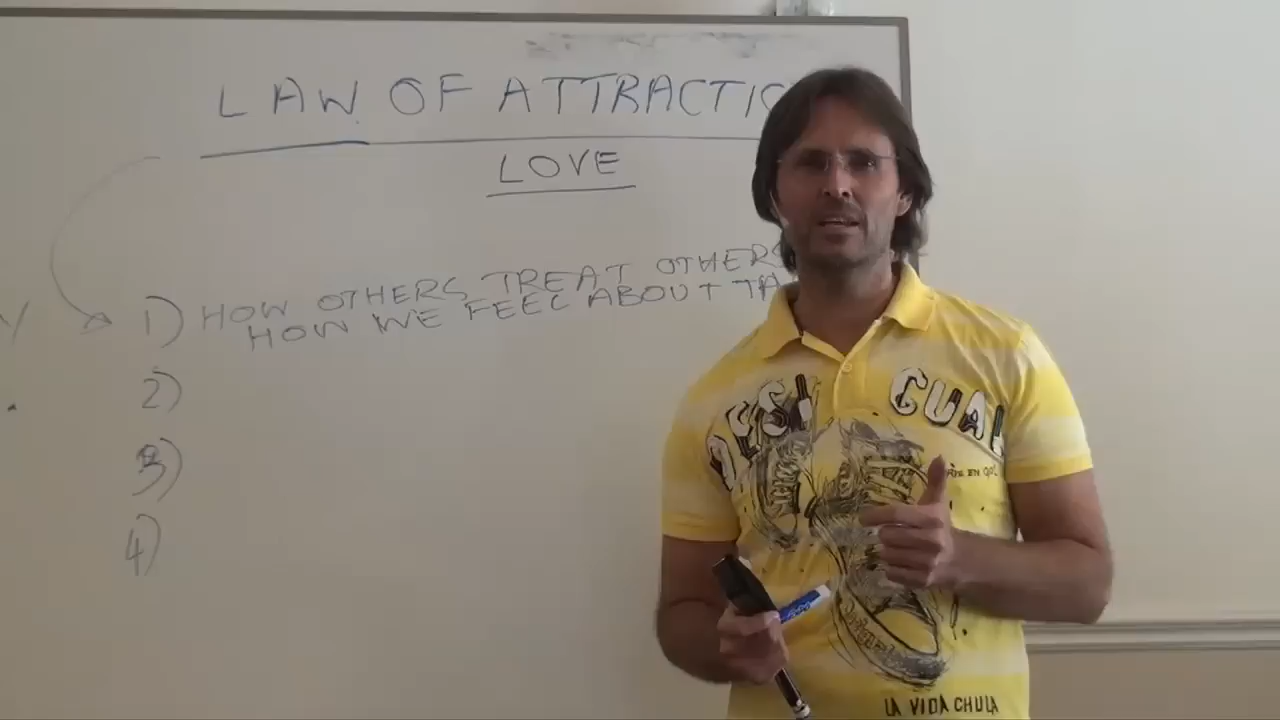 LAW OF ATTRACTIO
LOVE
1) HOW OTHERS TREAT OTHERS
HOW WE FEEL ABOUT TA
2)
3)
4)
DESI CUAL
LA VIDA CHULA